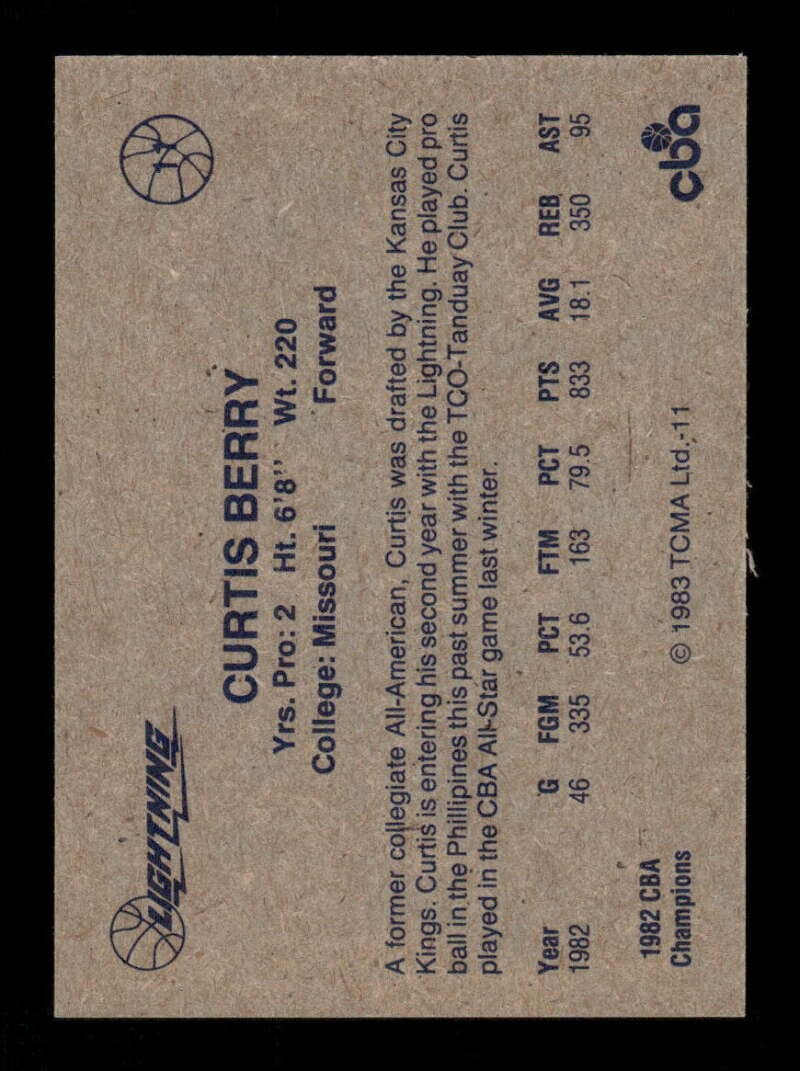 LIGHTNING
11
CURTIS BERRY
Yrs. Pro: 2 Ht. 6'8" Wt. 220
College: Missouri Forward
A former collegiate All-American, Curtis was drafted by the Kansas City
Kings. Curtis is entering his second year with the Lightning. He played pro
ball in the Phillipines this past summer with the TCO-Tanduay Club. Curtis
played in the CBA All-Star game last winter.
Year G FGM PCT FTM PCT PTS AVG REB AST
1982 46 335 53.6 163 79.5 833 18.1 350 95
1982 CBA
Champions
© 1983 TCMA Ltd,-11
cba